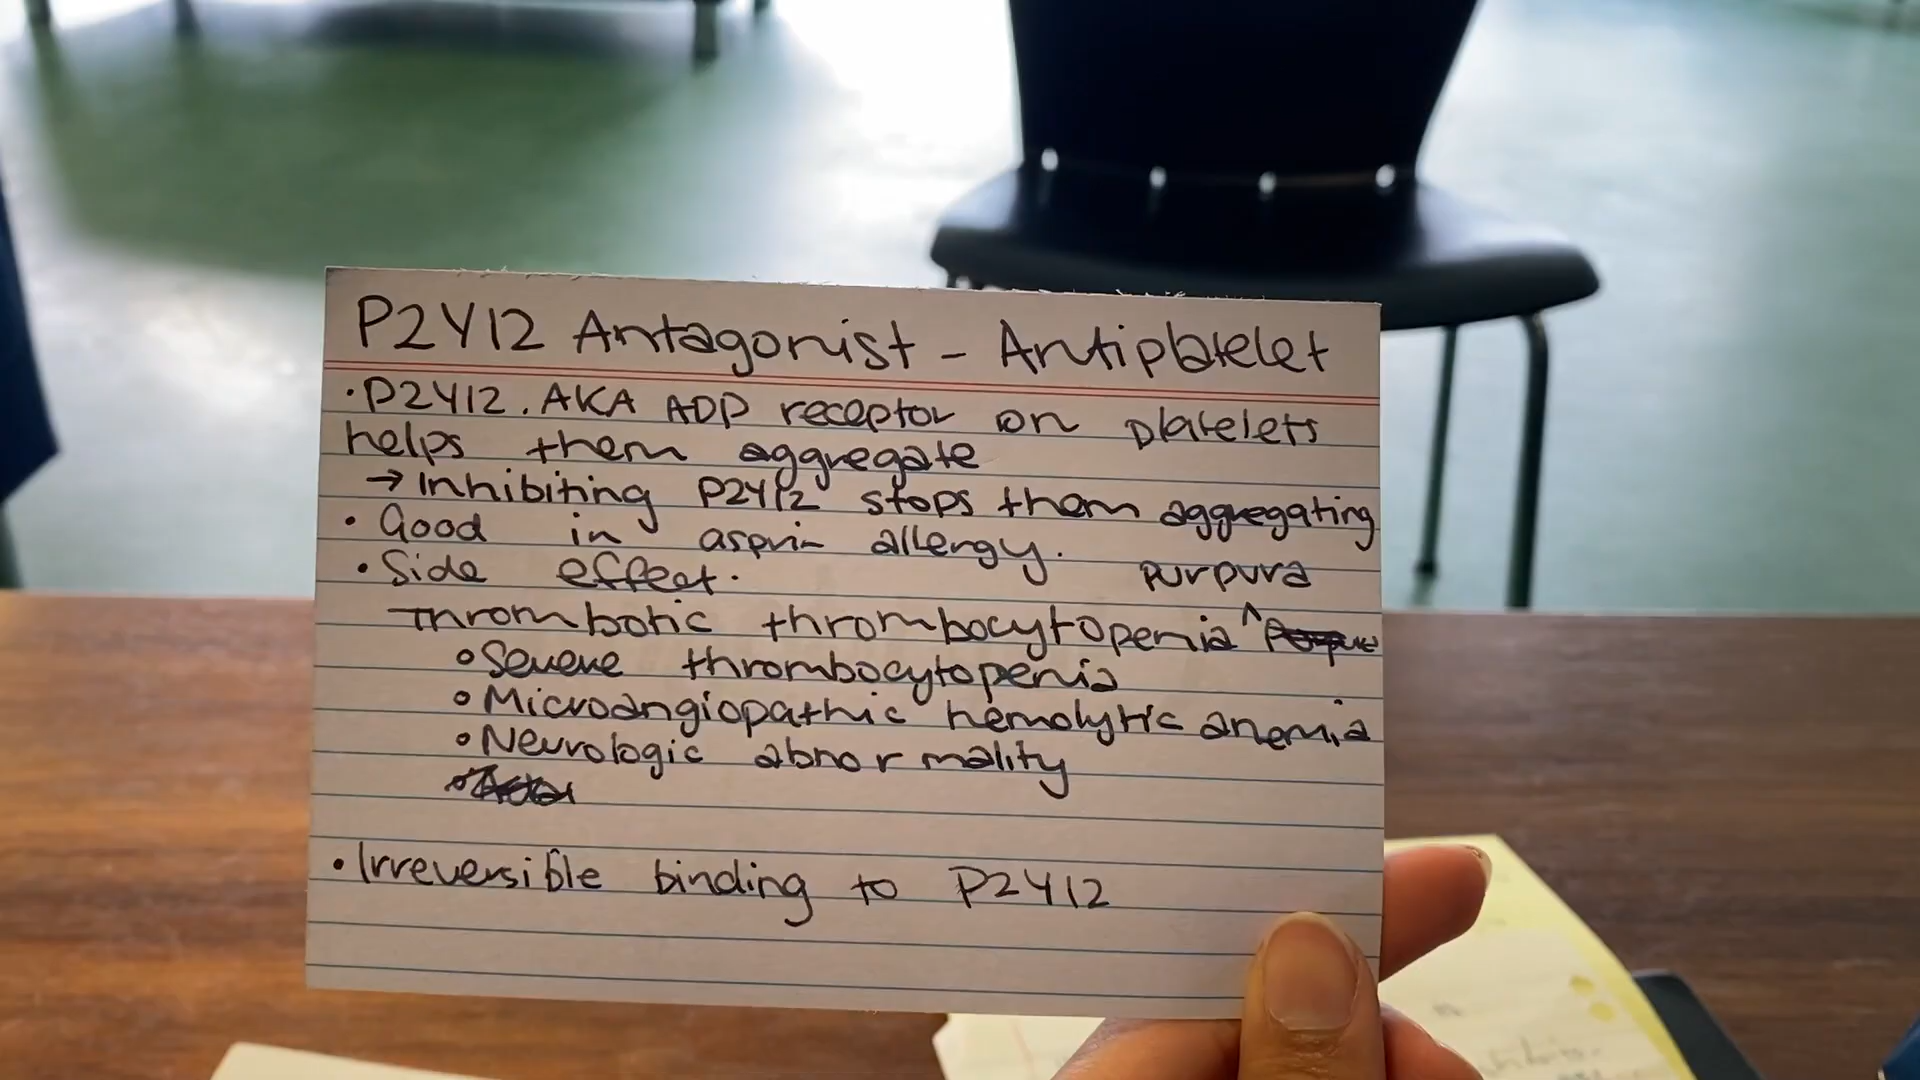 P2Y12 Antagonist - Antiplatelet
· P2Y12. AKA ADP receptor on platelets
helps them aggregate
→ Inhibiting P2Y12 stops them aggregating
• Good in asprin allergy.
• Side effect. purpura
Thrombotic thrombocytopenia ^
○ Severe thrombocytopenia
○ Microangiopathic hemolytic anemia
○ Neurologic abnormality
• Irreversible binding to P2Y12